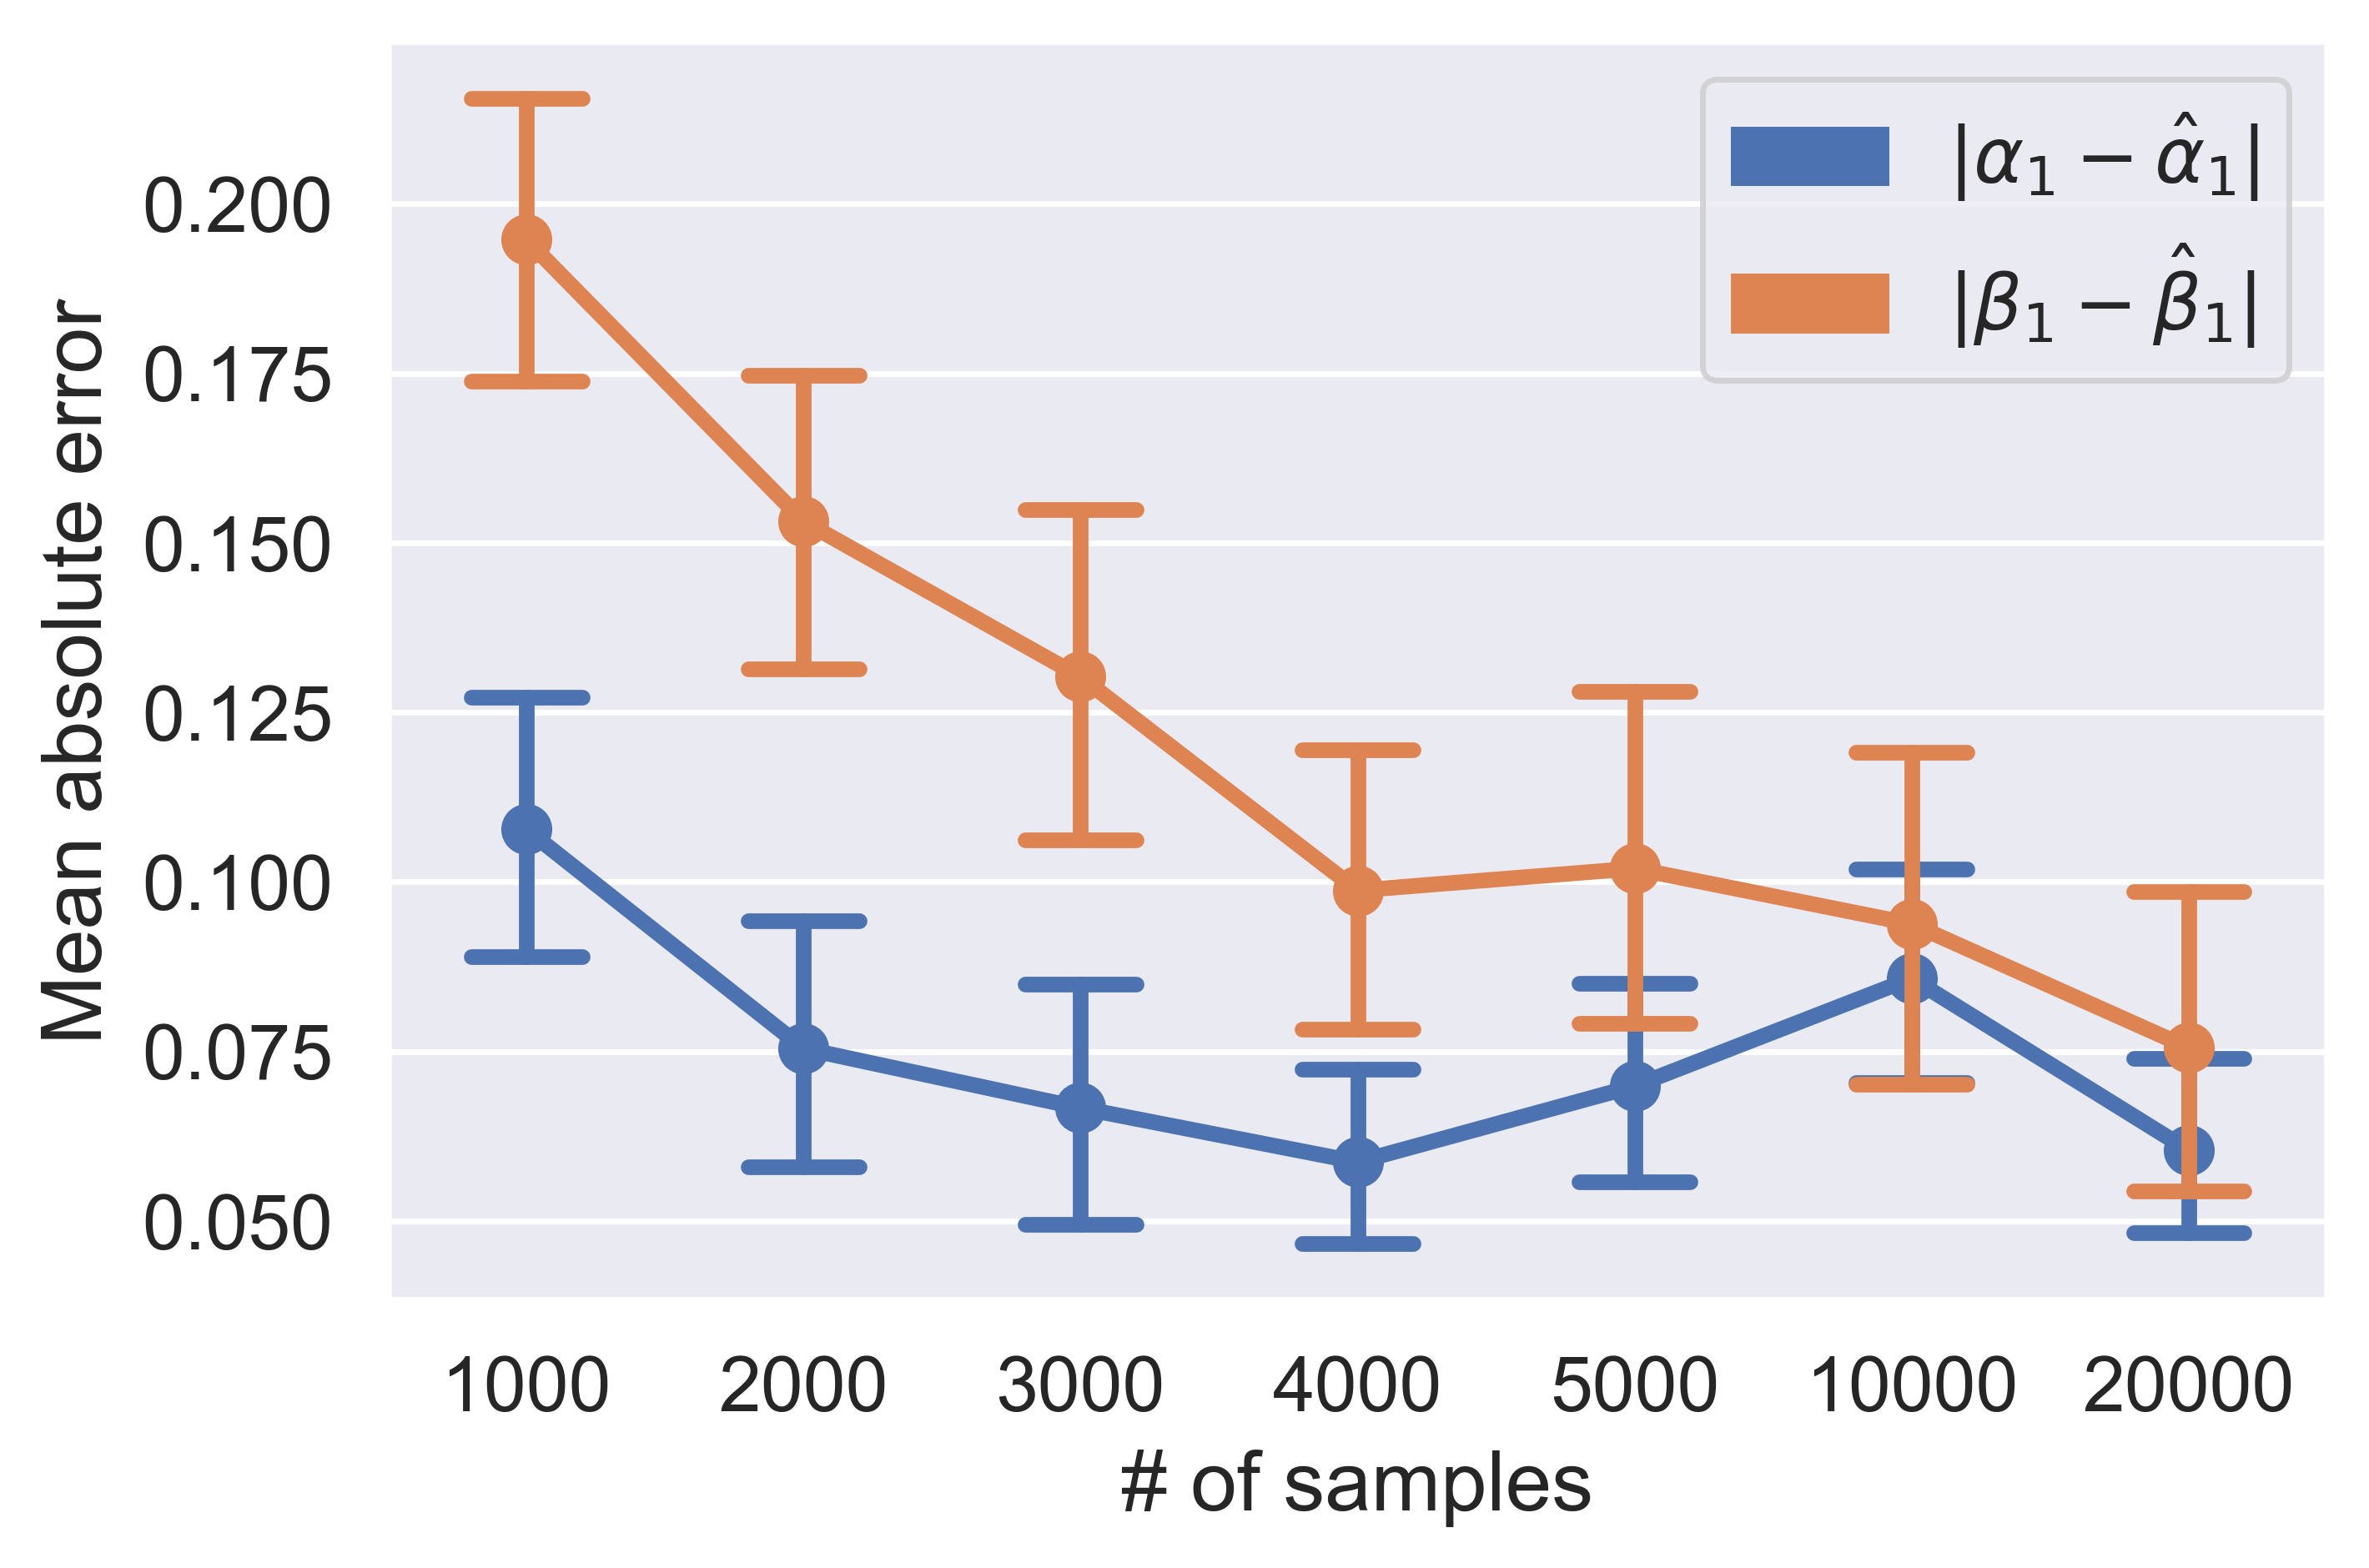 |α₁ − α̂₁|
|β₁ − β̂₁|
Mean absolute error
0.200
0.175
0.150
0.125
0.100
0.075
0.050
1000 2000 3000 4000 5000 10000 20000
# of samples